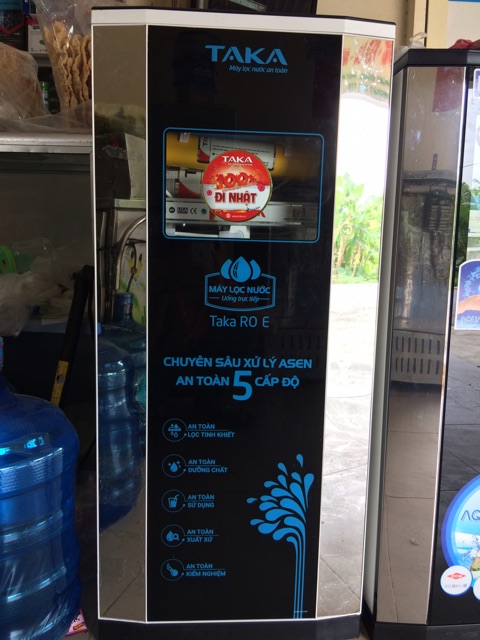 TAKA
Máy lọc nước an toàn
TAKA
100%
ĐI NHẬT
USA
MÁY LỌC NƯỚC
Uống trực tiếp
Taka RO E
CHUYÊN SÂU XỬ LÝ ASEN
AN TOÀN 5 CẤP ĐỘ
AN TOÀN
LỌC TINH KHIẾT
AN TOÀN
DƯỠNG CHẤT
AN TOÀN
SỬ DỤNG
AN TOÀN
XUẤT XỨ
AN TOÀN
KIỂM NGHIỆM